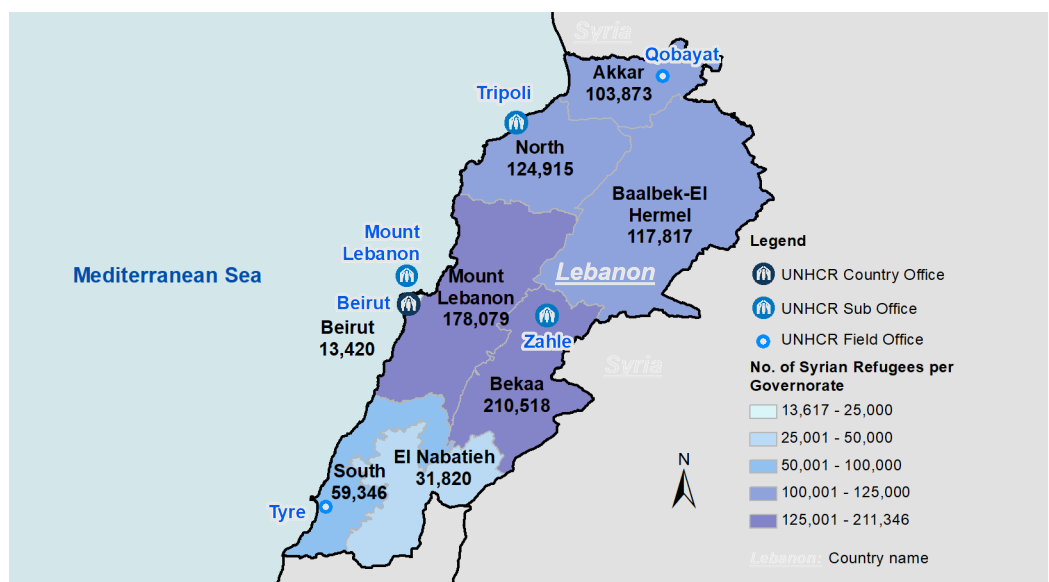 Syria
Qobayat
Akkar
103,873
Tripoli
North
124,915
Baalbek-El
Hermel
117,817
Mount
Lebanon
Mediterranean Sea
Lebanon
Mount
Lebanon
178,079
Beirut
Beirut
13,420
Zahle
Syria
Bekaa
210,518
El Nabatieh
31,820
South
59,346
Tyre
Legend
UNHCR Country Office
UNHCR Sub Office
UNHCR Field Office
No. of Syrian Refugees per
Governorate
13,617 - 25,000
25,001 - 50,000
50,001 - 100,000
100,001 - 125,000
125,001 - 211,346
Lebanon: Country name
N